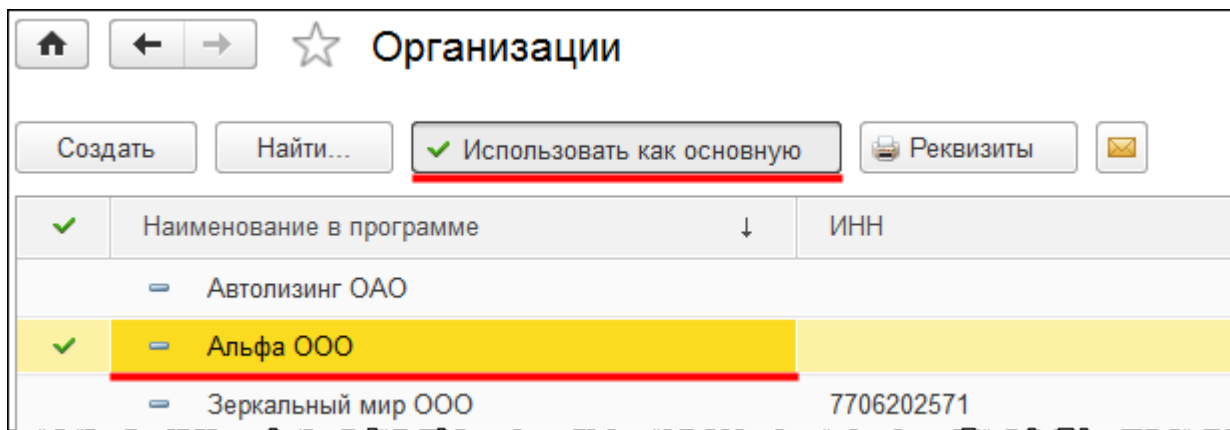 Организации
Создать Найти... Использовать как основную Реквизиты
Наименование в программе ↓ ИНН
Автолизинг ОАО
Альфа ООО
Зеркальный мир ООО 7706202571